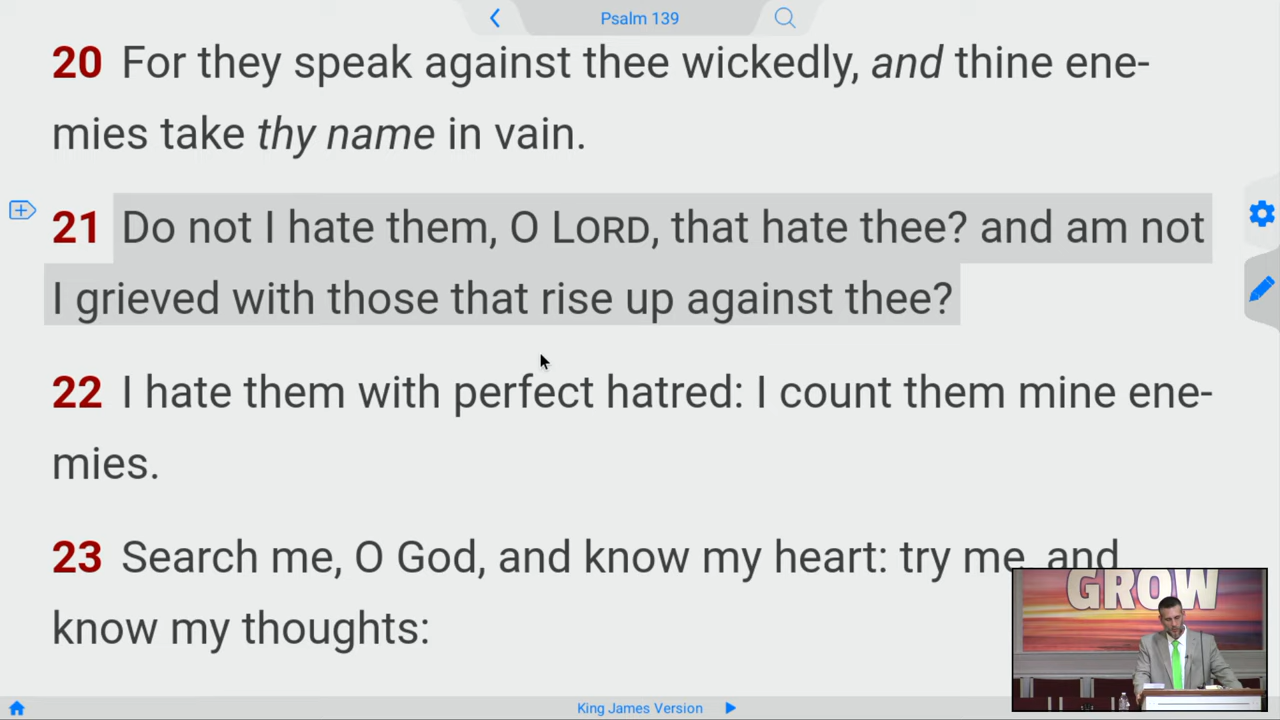 Psalm 139
20 For they speak against thee wickedly, and thine ene-
mies take thy name in vain.
21 Do not I hate them, O LORD, that hate thee? and am not
I grieved with those that rise up against thee?
22 I hate them with perfect hatred: I count them mine ene-
mies.
23 Search me, O God, and know my heart: try me, and
know my thoughts:
GROW
King James Version